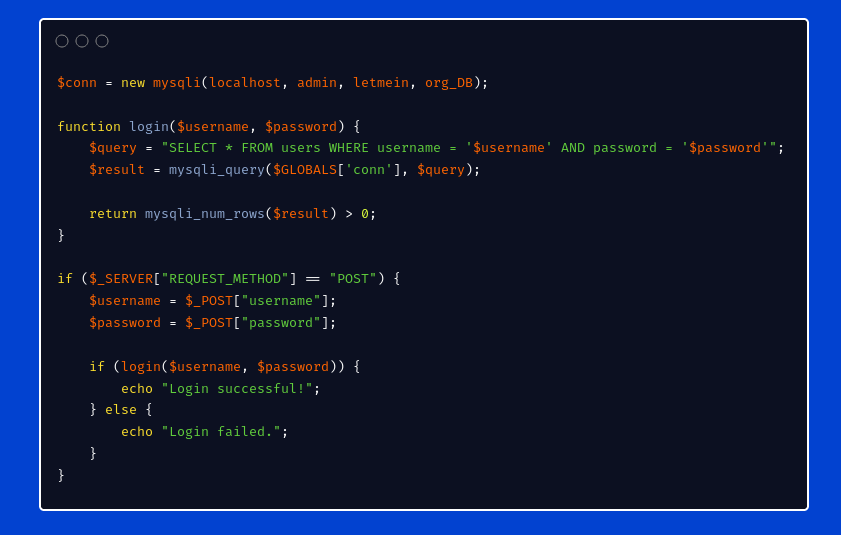 $conn = new mysqli(localhost, admin, letmein, org_DB);
function login($username, $password) {
$query = "SELECT * FROM users WHERE username = '$username' AND password = '$password'";
$result = mysqli_query($GLOBALS['conn'], $query);
return mysqli_num_rows($result) > 0;
}
if ($_SERVER["REQUEST_METHOD"] == "POST") {
$username = $_POST["username"];
$password = $_POST["password"];
if (login($username, $password)) {
echo "Login successful!";
} else {
echo "Login failed.";
}
}